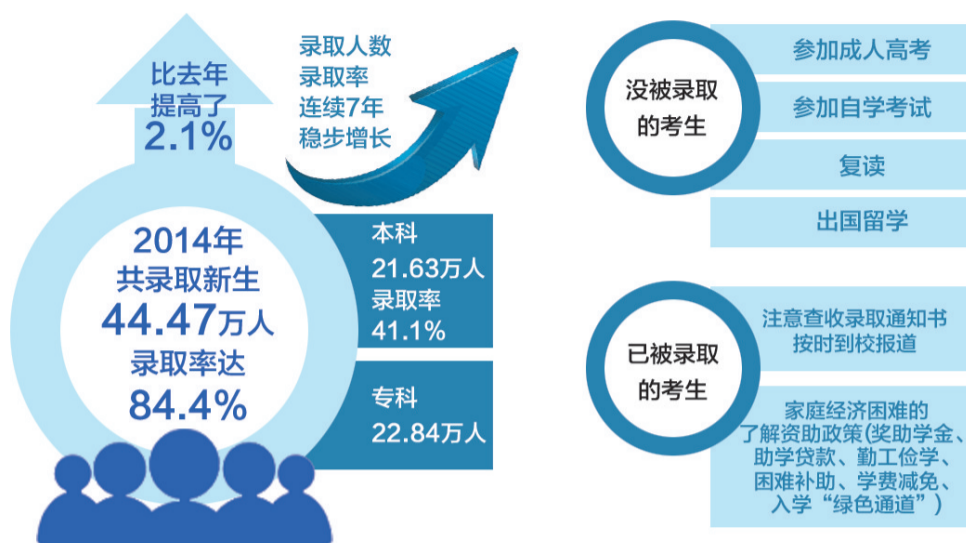 比去年
提高了
2.1%
录取人数
录取率
连续7年
稳步增长
2014年
共录取新生
44.47万人
录取率达
84.4%
本科
21.63万人
录取率
41.1%
专科
22.84万人
没被录取
的考生
参加成人高考
参加自学考试
复读
出国留学
已被录取
的考生
注意查收录取通知书
按时到校报道
家庭经济困难的
了解资助政策(奖助学金、
助学贷款、勤工俭学、
困难补助、学费减免、
入学“绿色通道”)